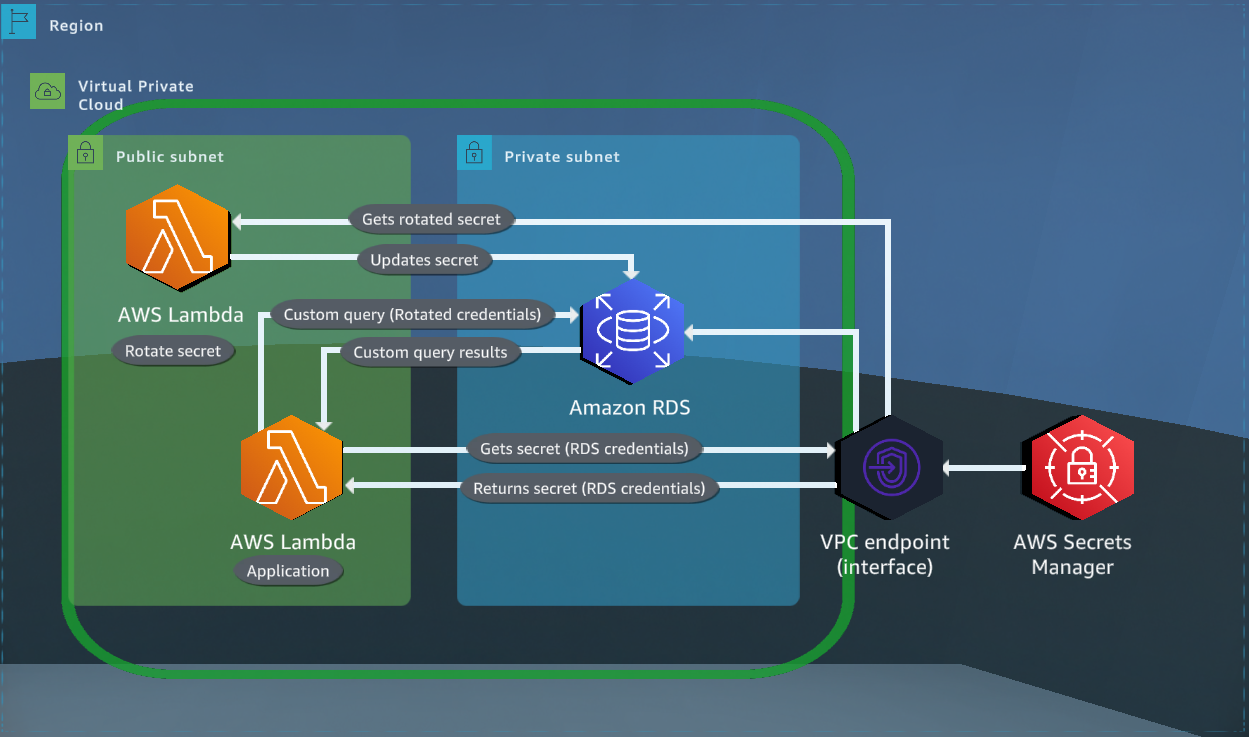 Region
Virtual Private
Cloud
Public subnet
Private subnet
Gets rotated secret
Updates secret
AWS Lambda
Rotate secret
Custom query (Rotated credentials)
Custom query results
Amazon RDS
Gets secret (RDS credentials)
Returns secret (RDS credentials)
AWS Lambda
Application
VPC endpoint
(interface)
AWS Secrets
Manager